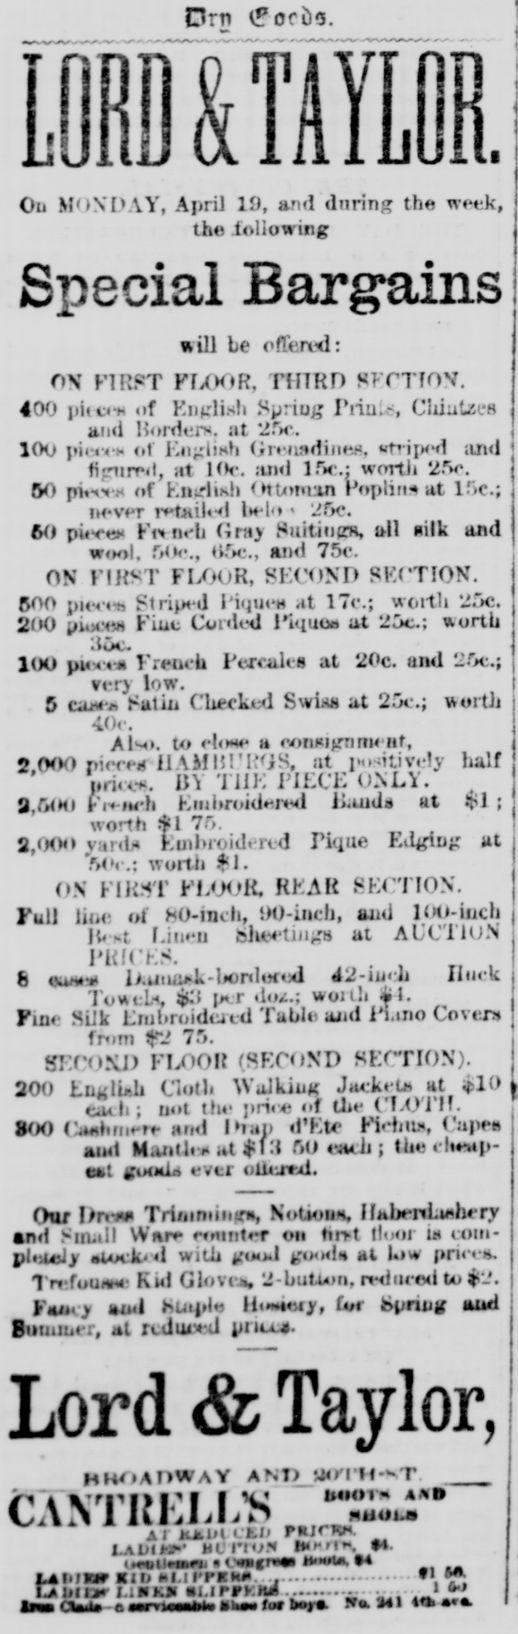 Dry Goods.
LORD & TAYLOR.
On MONDAY, April 19, and during the week,
the following
Special Bargains
will be offered:
ON FIRST FLOOR, THIRD SECTION.
400 pieces of English Spring Prints, Chintzes
and Borders, at 25c.
100 pieces of English Grenadines, striped and
figured, at 10c. and 15c.; worth 25c.
50 pieces of English Ottoman Poplins at 15c.;
never retailed below 25c.
50 pieces French Gray Suitings, all silk and
wool, 50c., 65c., and 75c.
ON FIRST FLOOR, SECOND SECTION.
500 pieces Striped Piques at 17c.; worth 25c.
200 pieces Fine Corded Piques at 25c.; worth
35c.
100 pieces French Percales at 20c. and 25c.;
very low.
5 cases Satin Checked Swiss at 25c.; worth
40c.
Also, to close a consignment,
2,000 pieces HAMBURGS, at positively half
prices. BY THE PIECE ONLY.
2,500 French Embroidered Bands at $1;
worth $1 75.
2,000 yards Embroidered Pique Edging at
50c.; worth $1.
ON FIRST FLOOR, REAR SECTION.
Full line of 80-inch, 90-inch, and 100-inch
Best Linen Sheetings at AUCTION
PRICES.
8 cases Damask-bordered 42-inch Huck
Towels, $3 per doz.; worth $4.
Fine Silk Embroidered Table and Piano Covers
from $2 75.
SECOND FLOOR (SECOND SECTION).
200 English Cloth Walking Jackets at $10
each; not the price of the CLOTH.
800 Cashmere and Drap d'Ete Fichus, Capes
and Mantles at $13 50 each; the cheap-
est goods ever offered.
Our Dress Trimmings, Notions, Haberdashery
and Small Ware counter on first floor is com-
pletely stocked with good goods at low prices.
Trefousse Kid Gloves, 2-button, reduced to $2.
Fancy and Staple Hosiery, for Spring and
Summer, at reduced prices.
Lord & Taylor,
BROADWAY AND 20TH-ST.
CANTRELL'S BOOTS AND
SHOES
AT REDUCED PRICES.
LADIES' BUTTON BOOTS, $4.
Gentlemen's Congress Boots, $4
LADIES' KID SLIPPERS $1 50.
LADIES' LINEN SLIPPERS 1 50
Iron Clads—a serviceable Shoe for boys. No. 241 4th ave.